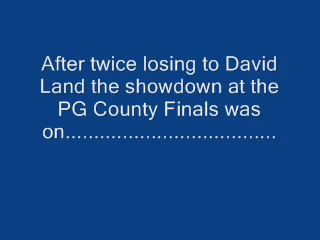 After twice losing to David
Land the showdown at the
PG County Finals was
on.....................................